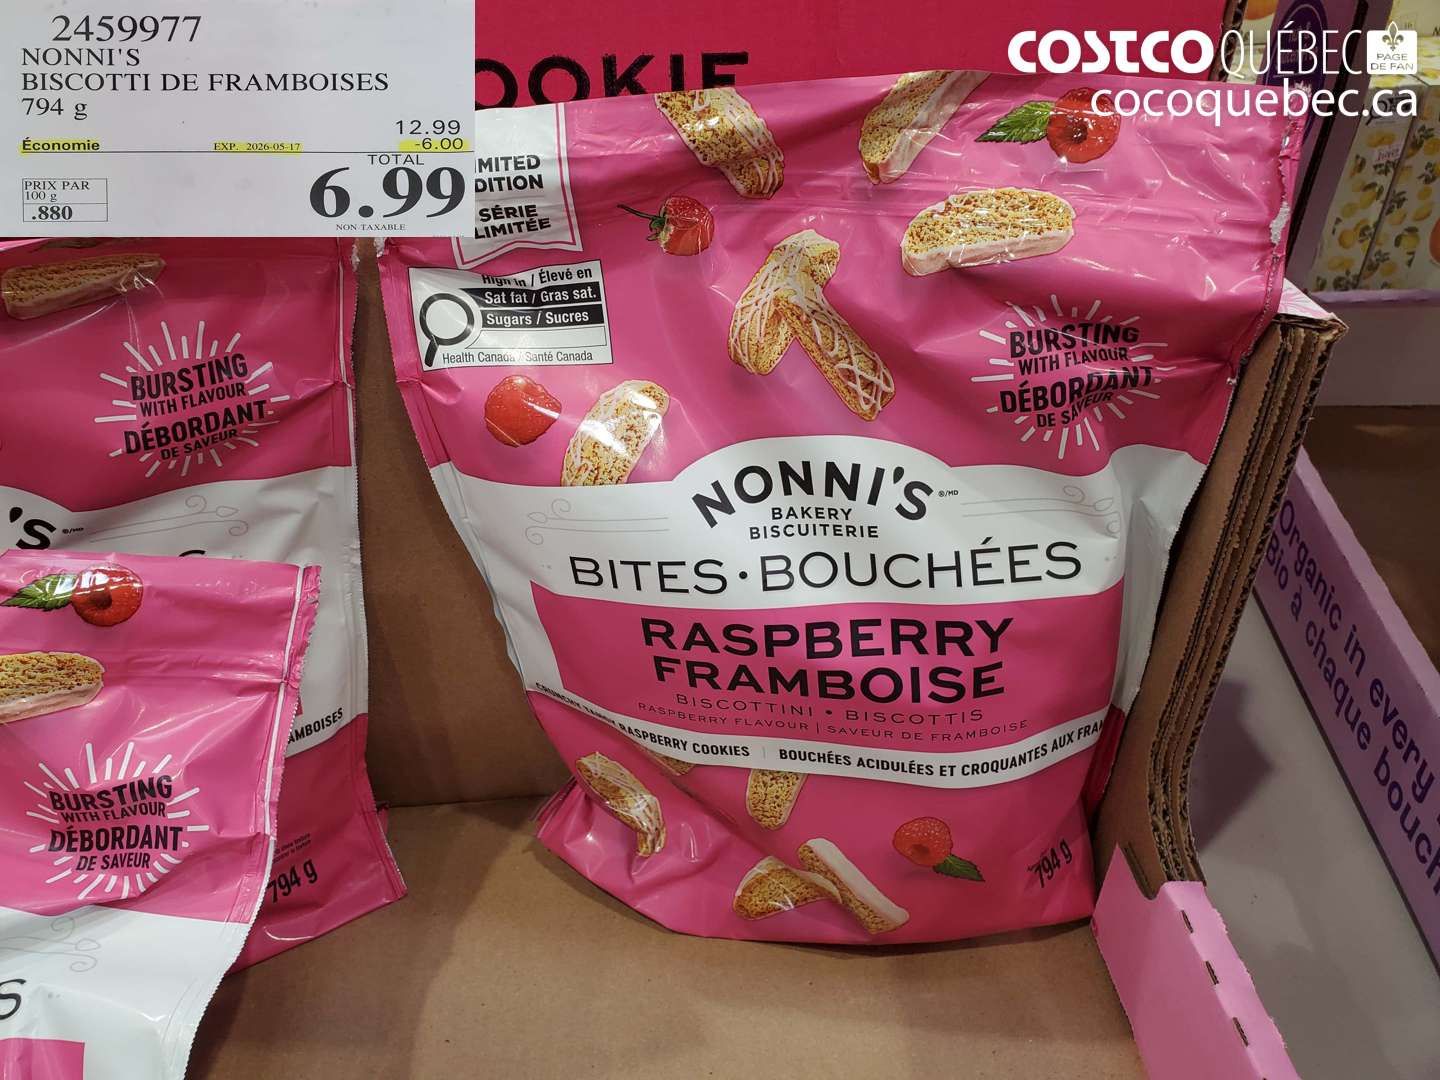 2459977
NONNI'S
BISCOTTI DE FRAMBOISES
794 g
12.99
Économie EXP. 2026-05-17 -6.00
TOTAL
6.99
PRIX PAR
100 g
.880
NON TAXABLE
COSTCO QUÉBEC PAGE DE FAN
cocoquebec.ca
OOKIE
IMITED
DITION
SÉRIE
LIMITÉE
High in / Élevé en
Sat fat / Gras sat.
Sugars / Sucres
Health Canada / Santé Canada
BURSTING
WITH FLAVOUR
DÉBORDANT
DE SAVEUR
NONNI'S ®/MD
BAKERY
BISCUITERIE
BITES · BOUCHÉES
RASPBERRY
FRAMBOISE
BISCOTTINI • BISCOTTIS
RASPBERRY FLAVOUR | SAVEUR DE FRAMBOISE
CRUNCHY TANGY RASPBERRY COOKIES | BOUCHÉES ACIDULÉES ET CROQUANTES AUX FRAM
794 g
BURSTING
WITH FLAVOUR
DÉBORDANT
DE SAVEUR
'S ®/MD
AMBOISES
794 g
BURSTING
WITH FLAVOUR
DÉBORDANT
DE SAVEUR
S
Organic in every
Bio à chaque bouch